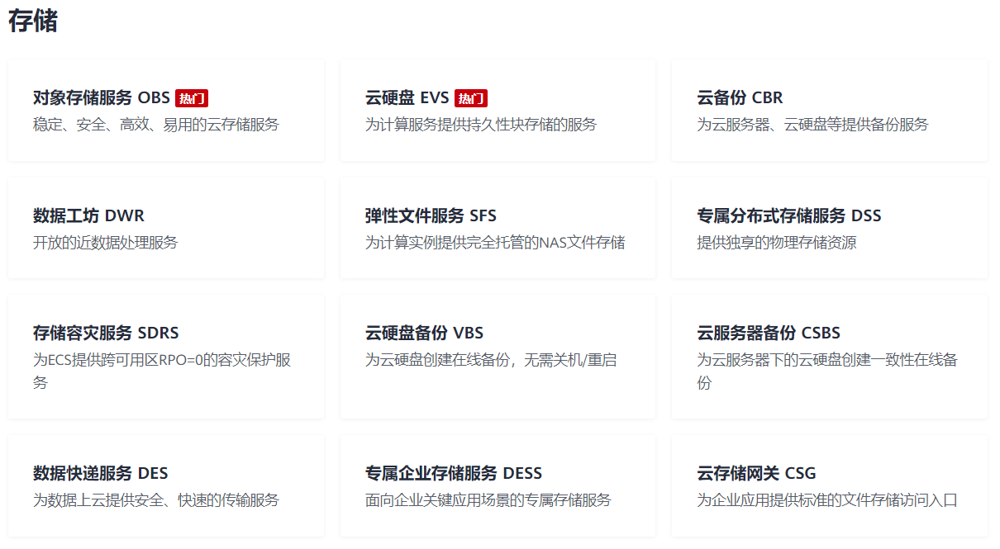 存储
对象存储服务 OBS 热门
稳定、安全、高效、易用的云存储服务
云硬盘 EVS 热门
为计算服务提供持久性块存储的服务
云备份 CBR
为云服务器、云硬盘等提供备份服务
数据工坊 DWR
开放的近数据处理服务
弹性文件服务 SFS
为计算实例提供完全托管的NAS文件存储
专属分布式存储服务 DSS
提供独享的物理存储资源
存储容灾服务 SDRS
为ECS提供跨可用区RPO=0的容灾保护服
务
云硬盘备份 VBS
为云硬盘创建在线备份，无需关机/重启
云服务器备份 CSBS
为云服务器下的云硬盘创建一致性在线备
份
数据快递服务 DES
为数据上云提供安全、快速的传输服务
专属企业存储服务 DESS
面向企业关键应用场景的专属存储服务
云存储网关 CSG
为企业应用提供标准的文件存储访问入口